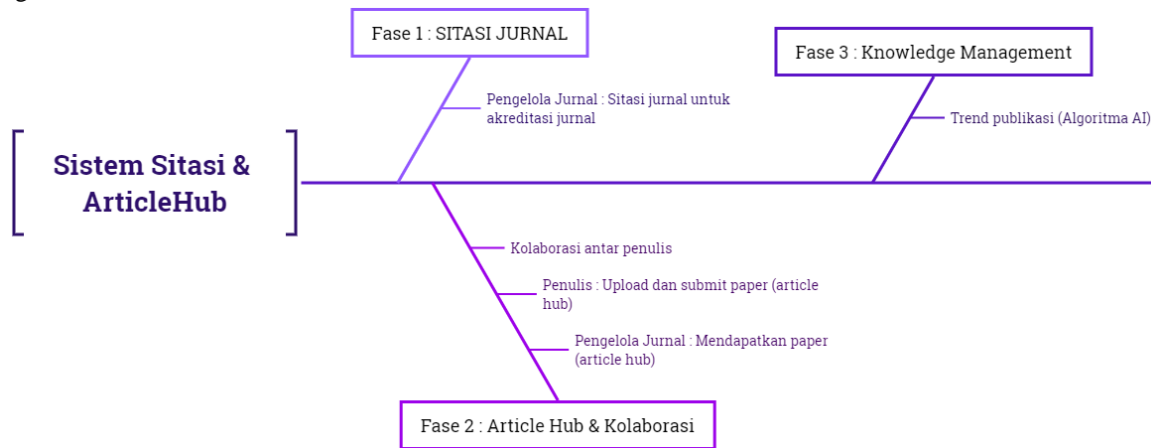 Fase 1 : SITASI JURNAL
Pengelola Jurnal : Sitasi jurnal untuk
akreditasi jurnal
Fase 3 : Knowledge Management
Trend publikasi (Algoritma AI)
Sistem Sitasi &
ArticleHub
Kolaborasi antar penulis
Penulis : Upload dan submit paper (article
hub)
Pengelola Jurnal : Mendapatkan paper
(article hub)
Fase 2 : Article Hub & Kolaborasi